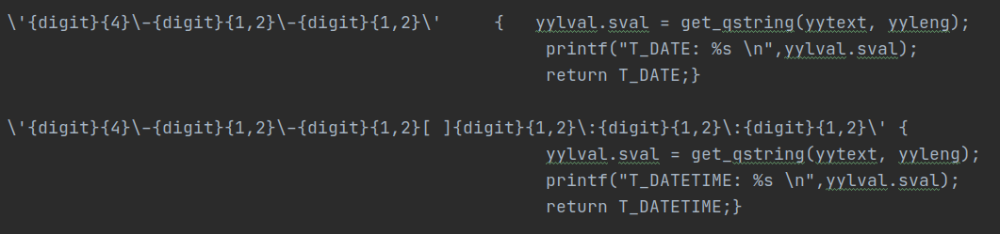 \'{digit}{4}\-{digit}{1,2}\-{digit}{1,2}\'     {   yylval.sval = get_qstring(yytext, yyleng);
printf("T_DATE: %s \n",yylval.sval);
return T_DATE;}
\'{digit}{4}\-{digit}{1,2}\-{digit}{1,2}[ ]{digit}{1,2}\:{digit}{1,2}\:{digit}{1,2}\' {
yylval.sval = get_qstring(yytext, yyleng);
printf("T_DATETIME: %s \n",yylval.sval);
return T_DATETIME;}